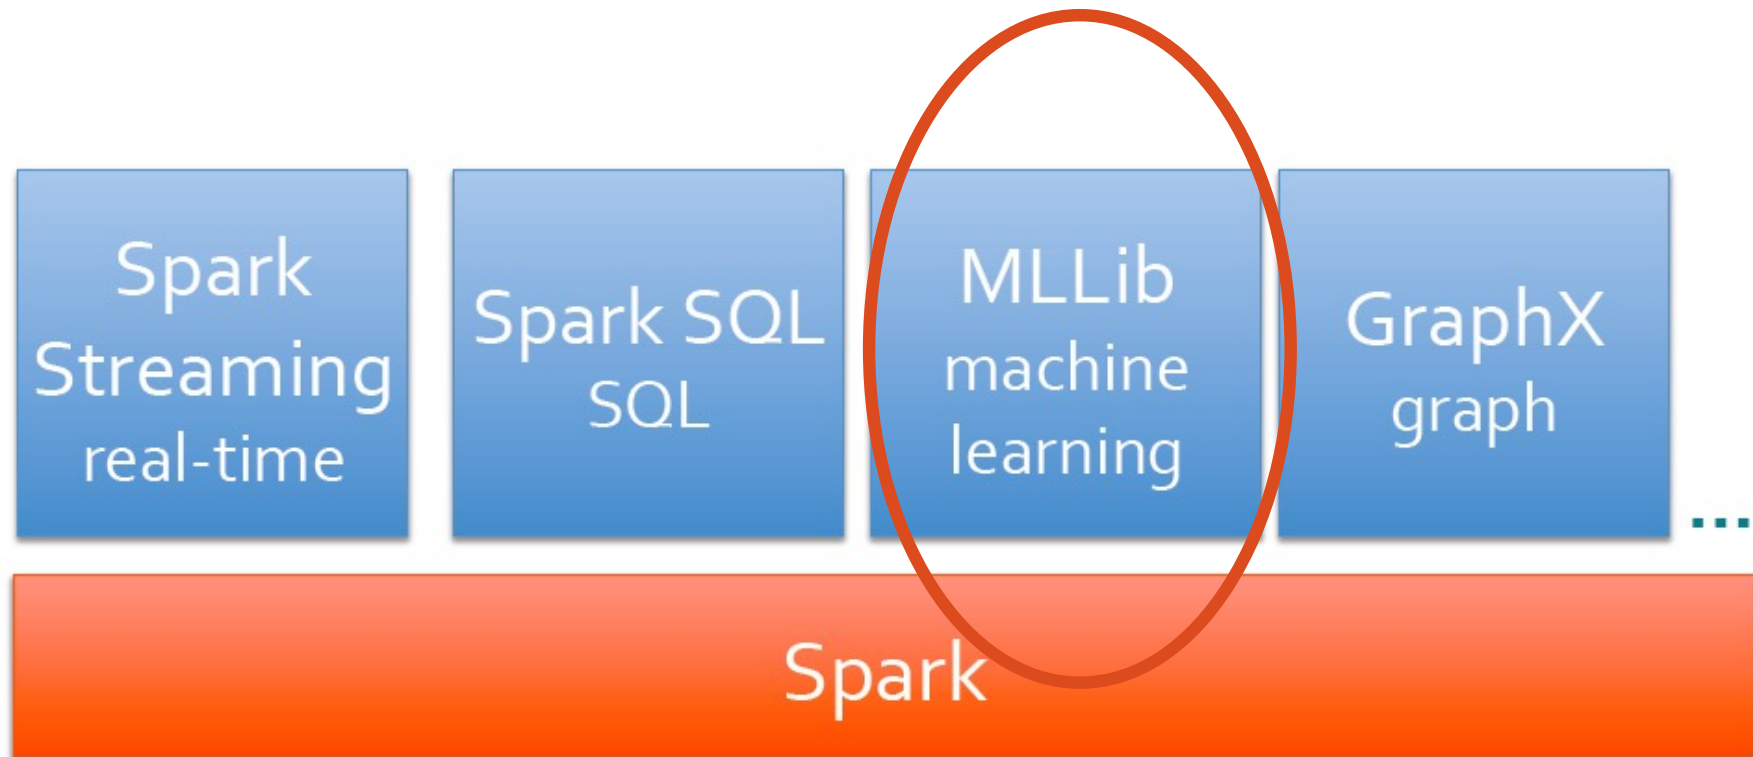 Spark
Streaming
real-time
Spark SQL
SQL
MLLib
machine
learning
GraphX
graph
...
Spark